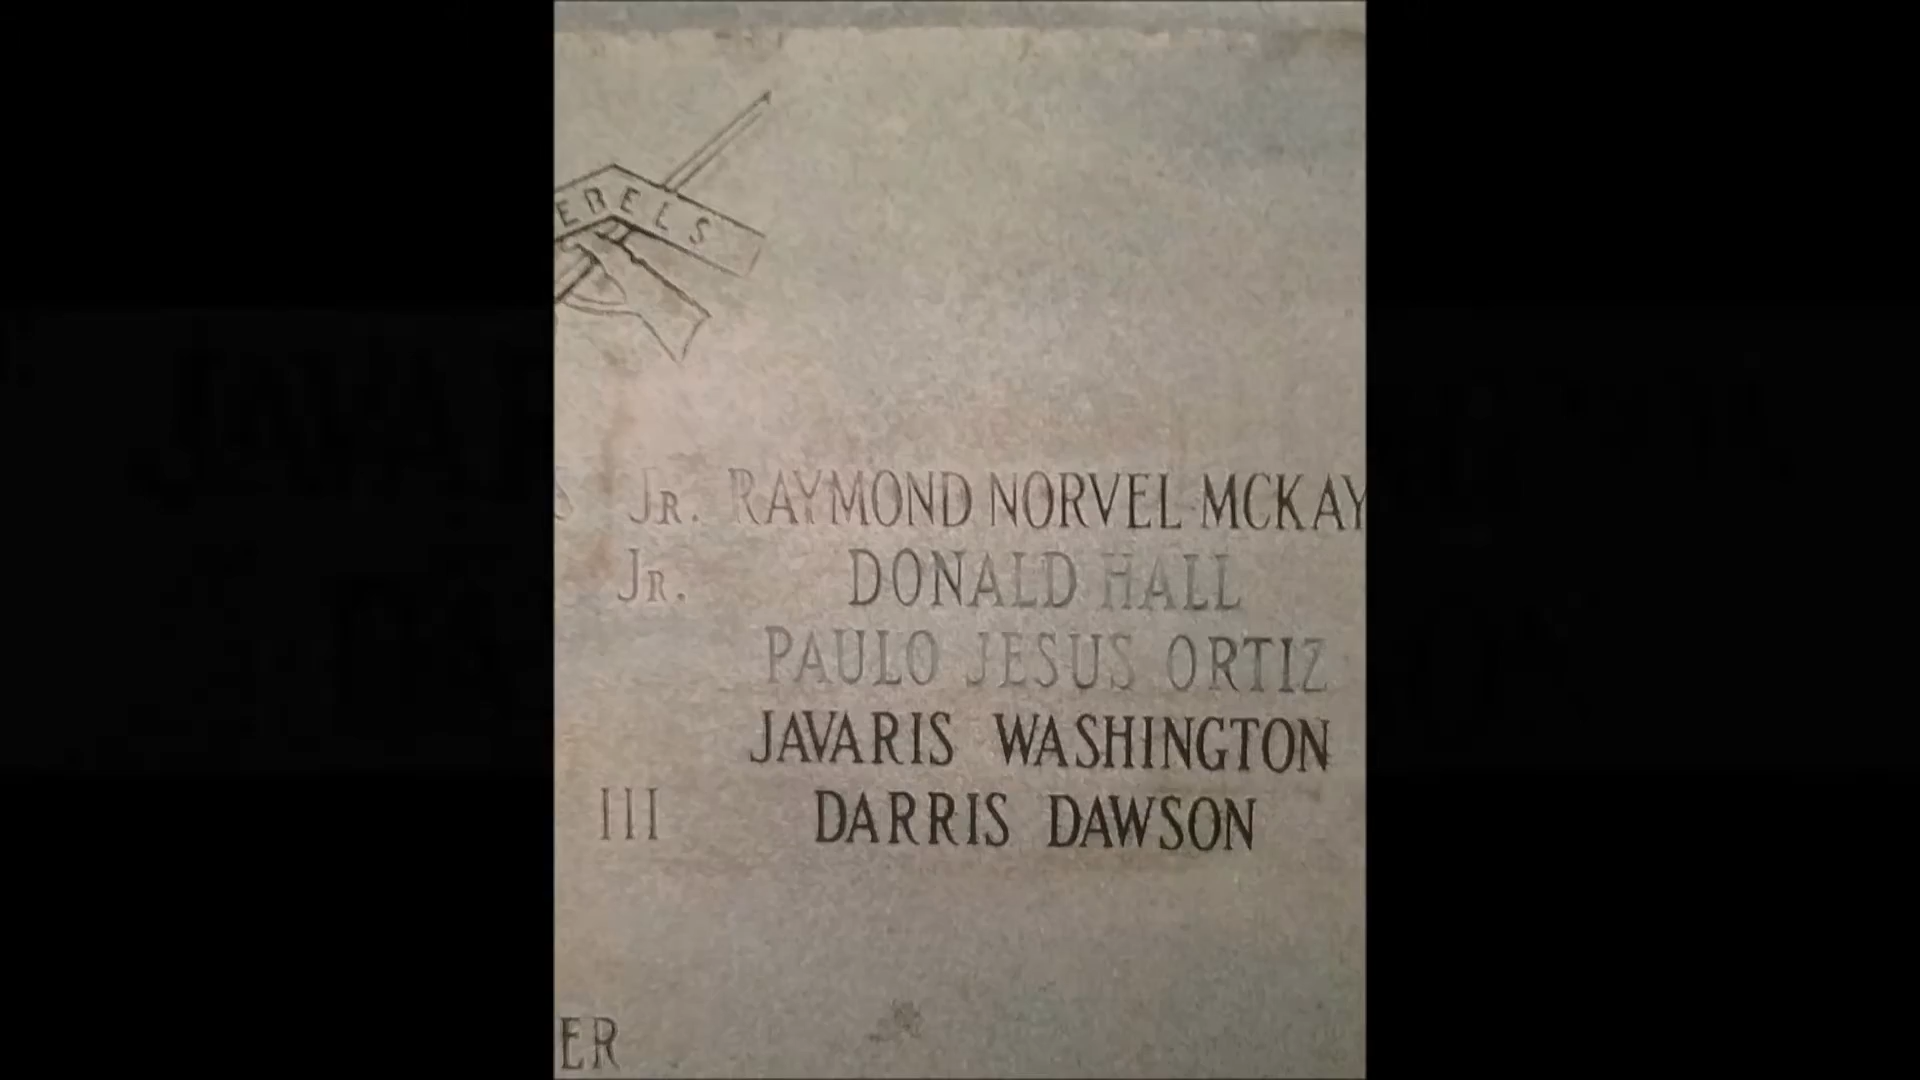 EBELS
JR. RAYMOND NORVEL MCKAY
JR. DONALD HALL
PAULO JESUS ORTIZ
JAVARIS WASHINGTON
III DARRIS DAWSON
ER